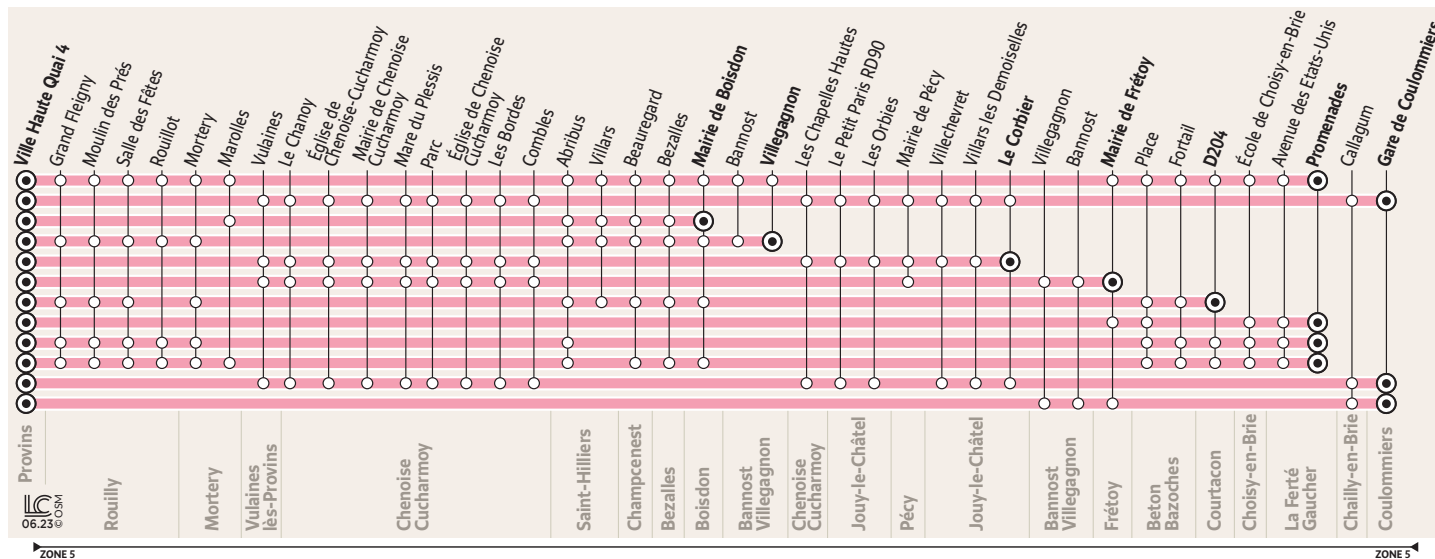 Ville Haute Quai 4
Grand Fleigny
Moulin des Prés
Salle des Fêtes
Rouillot
Mortery
Marolles
Vulaines
Le Chanoy
Église de
Chenoise-Cucharmoy
Mairie de Chenoise
Cucharmoy
Mare du Plessis
Parc
Église de Chenoise
Cucharmoy
Les Bordes
Combles
Abribus
Villars
Beauregard
Bezalles
Mairie de Boisdon
Bannost
Villegagnon
Les Chapelles Hautes
Le Petit Paris RD90
Les Orbies
Mairie de Pécy
Villechevret
Villars les Demoiselles
Le Corbier
Villegagnon
Bannost
Mairie de Frétoy
Place
Fortail
D204
École de Choisy-en-Brie
Avenue des Etats-Unis
Promenades
Callagum
Gare de Coulommiers
Provins
Rouilly
Mortery
Vulaines
lès-Provins
Chenoise
Cucharmoy
Saint-Hilliers
Champcenest
Bezalles
Boisdon
Bannost
Villegagnon
Chenoise
Cucharmoy
Jouy-le-Châtel
Pécy
Jouy-le-Châtel
Bannost
Villegagnon
Frétoy
Beton
Bazoches
Courtacon
Choisy-en-Brie
La Ferté
Gaucher
Chailly-en-Brie
Coulommiers
LC
06.23 © OSM
ZONE 5
ZONE 5